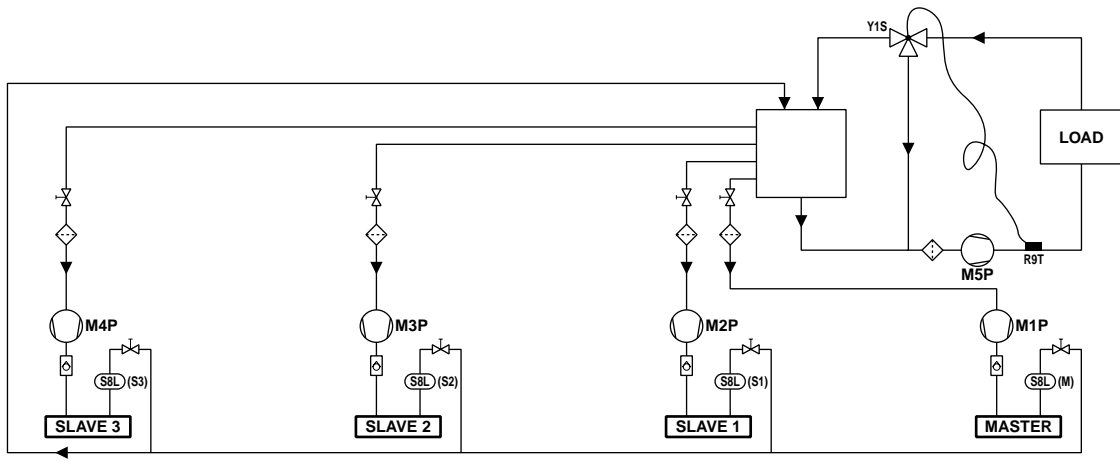 Y1S
LOAD
R9T
M5P
M4P
M3P
M2P
M1P
S8L (S3)
S8L (S2)
S8L (S1)
S8L (M)
SLAVE 3
SLAVE 2
SLAVE 1
MASTER